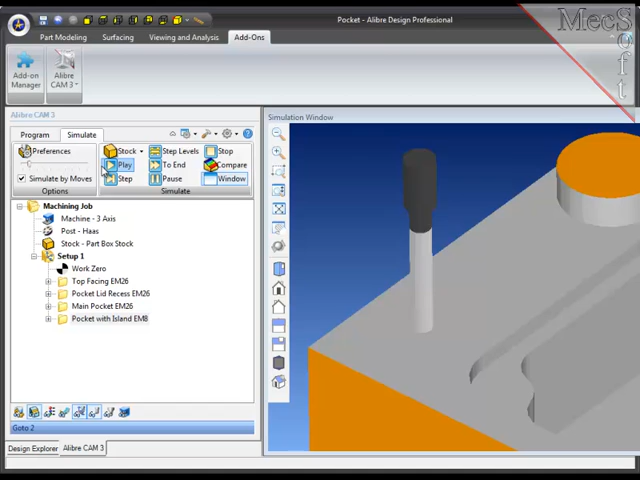 Pocket - Alibre Design Professional
MecSoft
Part Modeling
Surfacing
Viewing and Analysis
Add-Ons
Add-on Manager
Alibre CAM 3
Alibre CAM 3
Simulation Window
Program
Simulate
Preferences
Stock
Step Levels
Stop
Play
To End
Compare
Simulate by Moves
Step
Pause
Window
Options
Simulate
Machining Job
Machine - 3 Axis
Post - Haas
Stock - Part Box Stock
Setup 1
Work Zero
Top Facing EM26
Pocket Lid Recess EM26
Main Pocket EM26
Pocket with Island EM8
Goto 2
Design Explorer
Alibre CAM 3